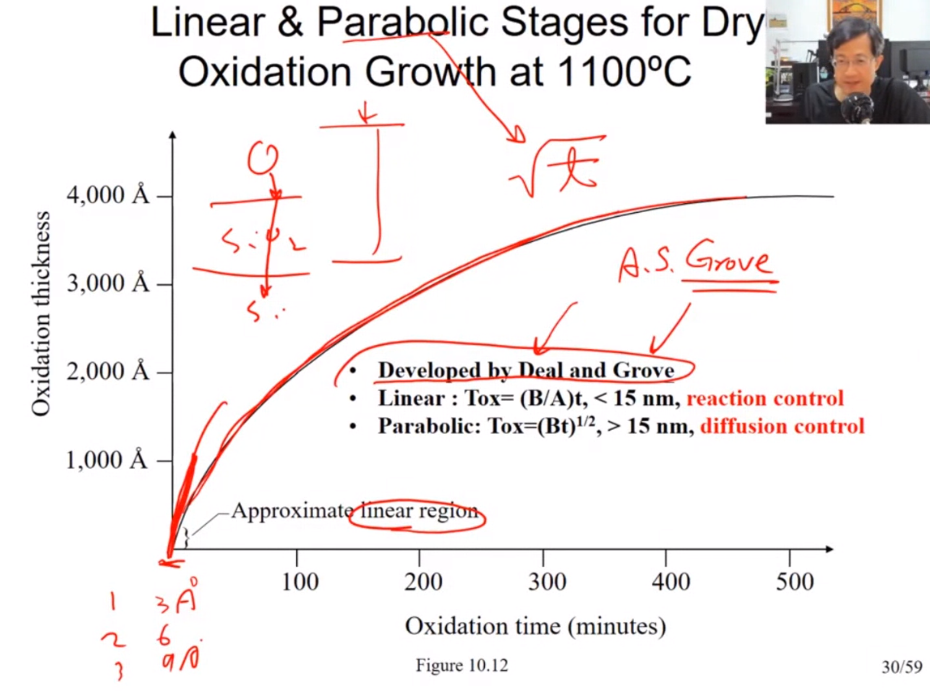 Linear & Parabolic Stages for Dry
Oxidation Growth at 1100ºC
O
√t
4,000 Å
SiO2
A.S. Grove
3,000 Å
Si
Oxidation thickness
2,000 Å
• Developed by Deal and Grove
• Linear : Tox= (B/A)t, < 15 nm, reaction control
• Parabolic: Tox=(Bt)1/2, > 15 nm, diffusion control
1,000 Å
Approximate linear region
100 200 300 400 500
1 3Å
2 6
3 9Å
Oxidation time (minutes)
Figure 10.12
30/59